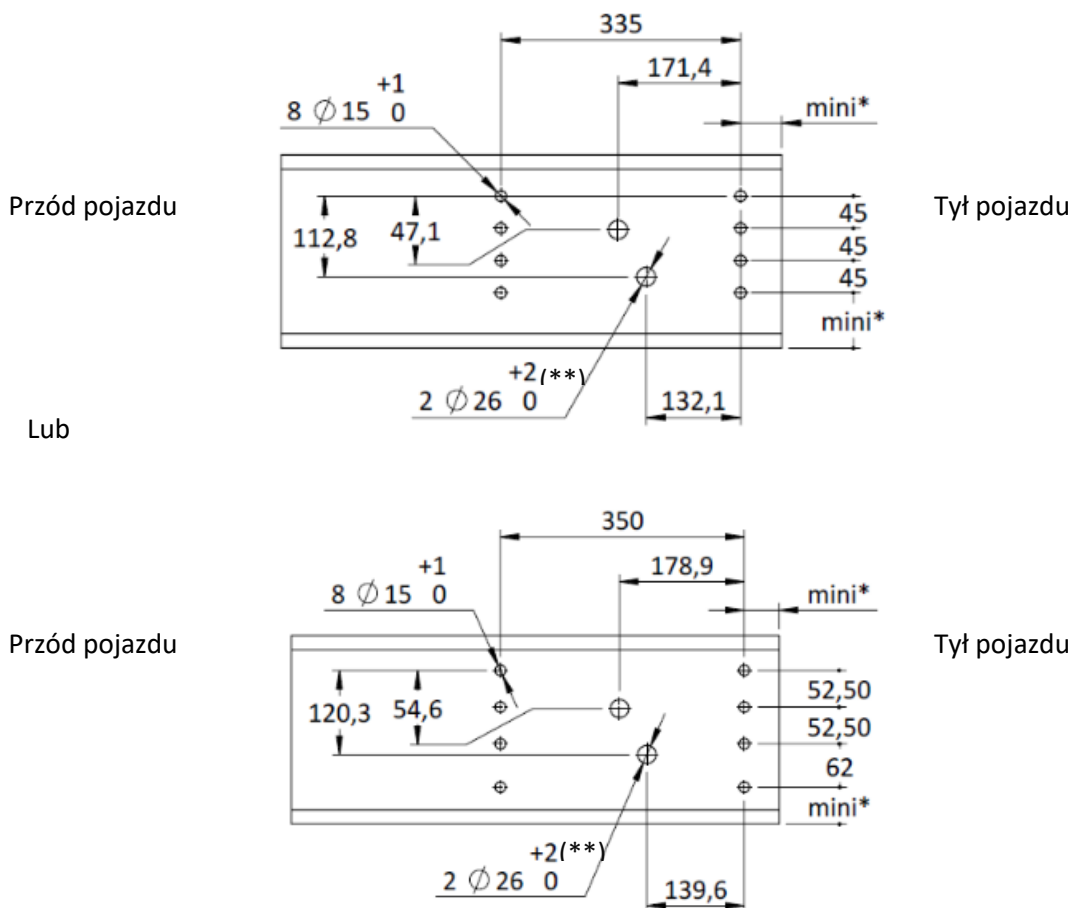 335
171,4
mini*
+1
8 ∅ 15 0
Przód pojazdu
Tył pojazdu
112,8
47,1
45
45
45
mini*
+2 (**)
2 ∅ 26 0
132,1
Lub
350
178,9
mini*
+1
8 ∅ 15 0
Przód pojazdu
Tył pojazdu
120,3
54,6
52,50
52,50
62
mini*
+2(**)
2 ∅ 26 0
139,6